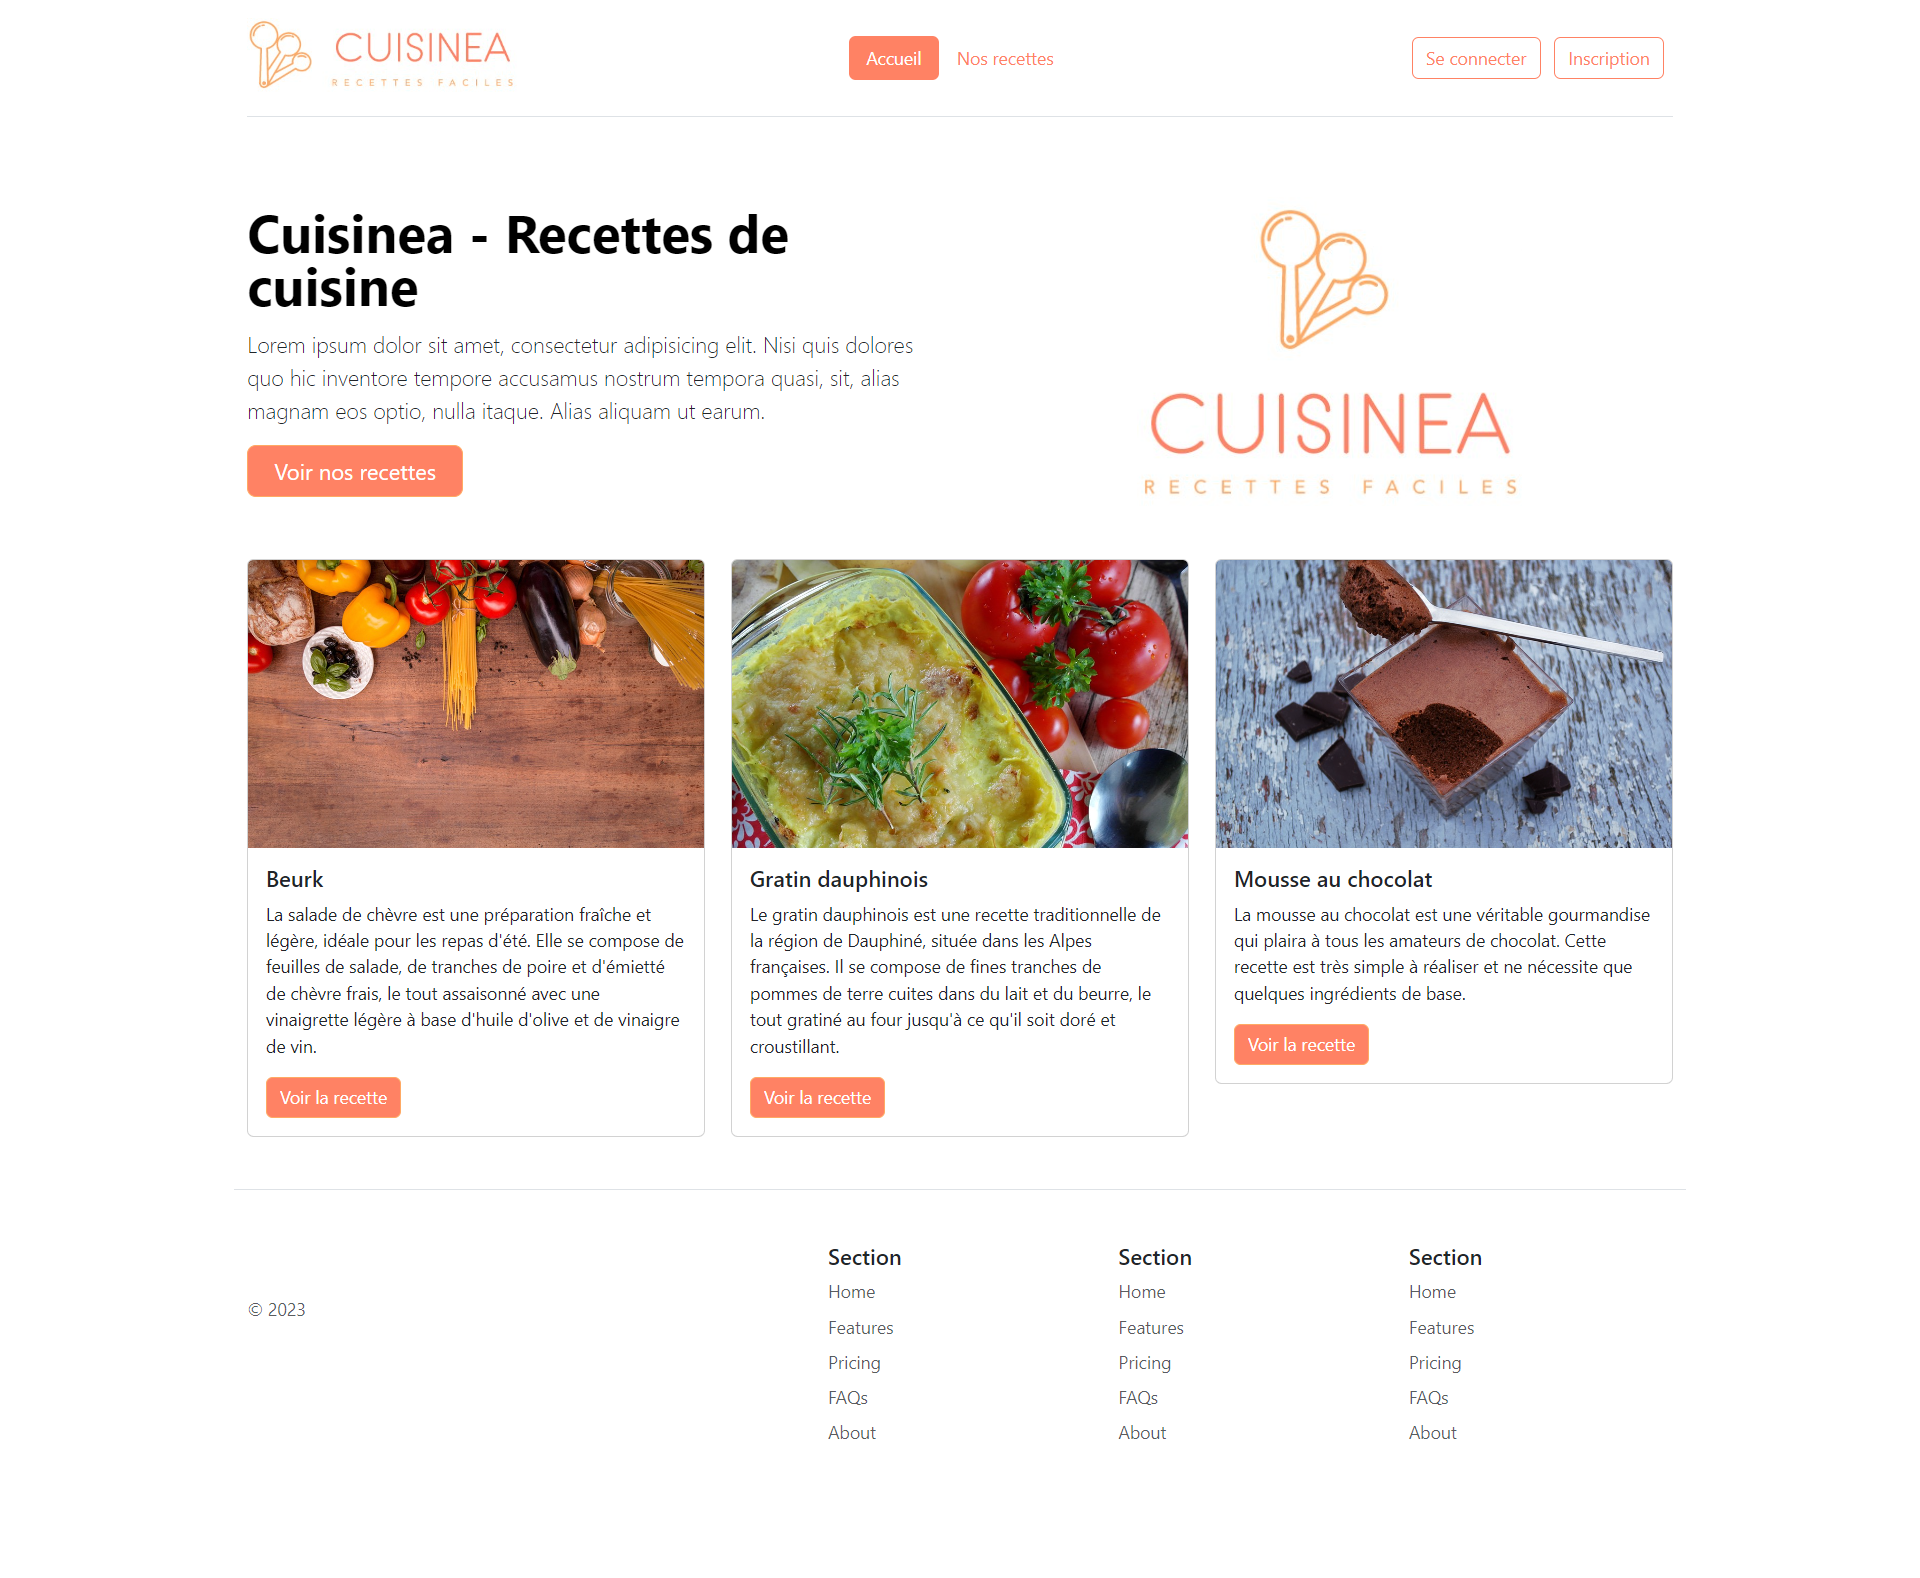 CUISINEA
RECETTES FACILES
Accueil
Nos recettes
Se connecter
Inscription
Cuisinea - Recettes de
cuisine
Lorem ipsum dolor sit amet, consectetur adipisicing elit. Nisi quis dolores
quo hic inventore tempore accusamus nostrum tempora quasi, sit, alias
magnam eos optio, nulla itaque. Alias aliquam ut earum.
Voir nos recettes
CUISINEA
RECETTES FACILES
Beurk
La salade de chèvre est une préparation fraîche et
légère, idéale pour les repas d'été. Elle se compose de
feuilles de salade, de tranches de poire et d'émietté
de chèvre frais, le tout assaisonné avec une
vinaigrette légère à base d'huile d'olive et de vinaigre
de vin.
Voir la recette
Gratin dauphinois
Le gratin dauphinois est une recette traditionnelle de
la région de Dauphiné, située dans les Alpes
françaises. Il se compose de fines tranches de
pommes de terre cuites dans du lait et du beurre, le
tout gratiné au four jusqu'à ce qu'il soit doré et
croustillant.
Voir la recette
Mousse au chocolat
La mousse au chocolat est une véritable gourmandise
qui plaira à tous les amateurs de chocolat. Cette
recette est très simple à réaliser et ne nécessite que
quelques ingrédients de base.
Voir la recette
© 2023
Section
Home
Features
Pricing
FAQs
About
Section
Home
Features
Pricing
FAQs
About
Section
Home
Features
Pricing
FAQs
About